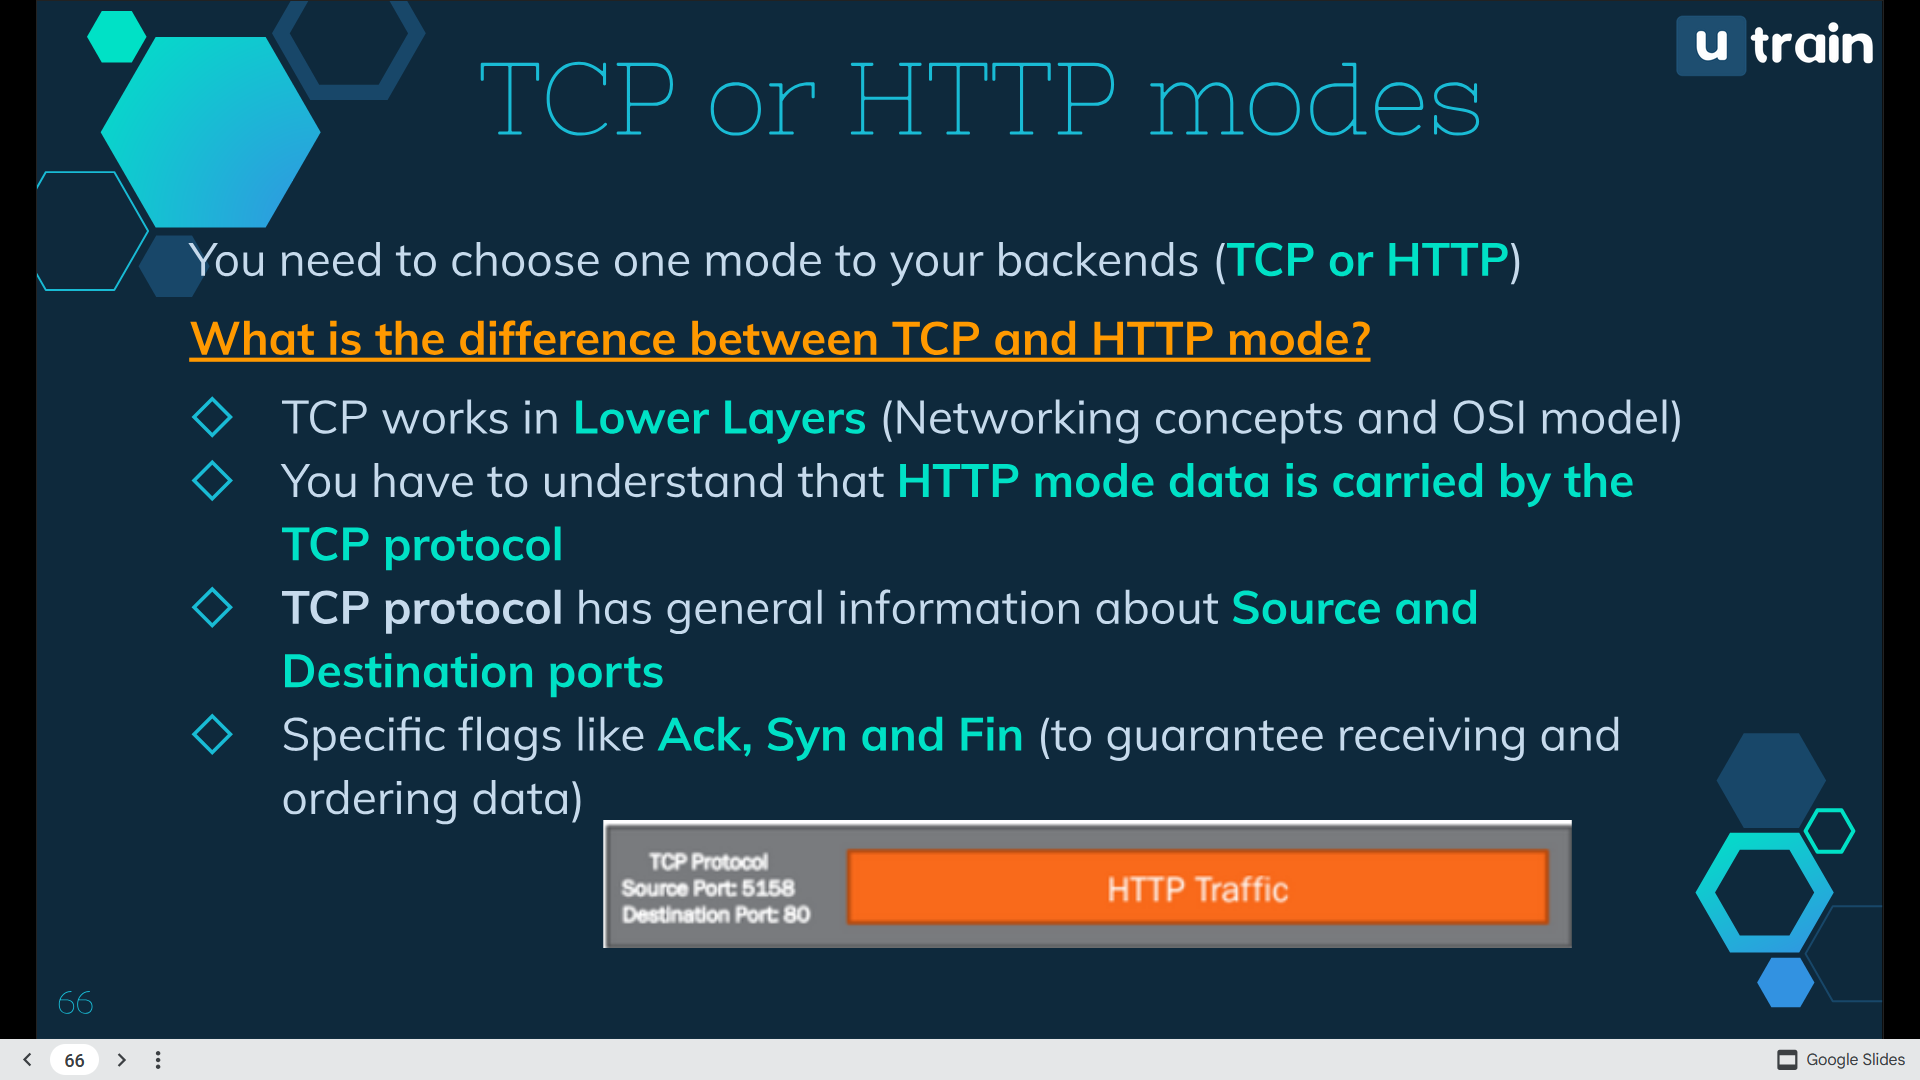 u train
TCP or HTTP modes
You need to choose one mode to your backends (TCP or HTTP)
What is the difference between TCP and HTTP mode?
TCP works in Lower Layers (Networking concepts and OSI model)
You have to understand that HTTP mode data is carried by the
TCP protocol
TCP protocol has general information about Source and
Destination ports
Specific flags like Ack, Syn and Fin (to guarantee receiving and
ordering data)
TCP Protocol
Source Port: 5158
Destination Port: 80
HTTP Traffic
66
66
Google Slides